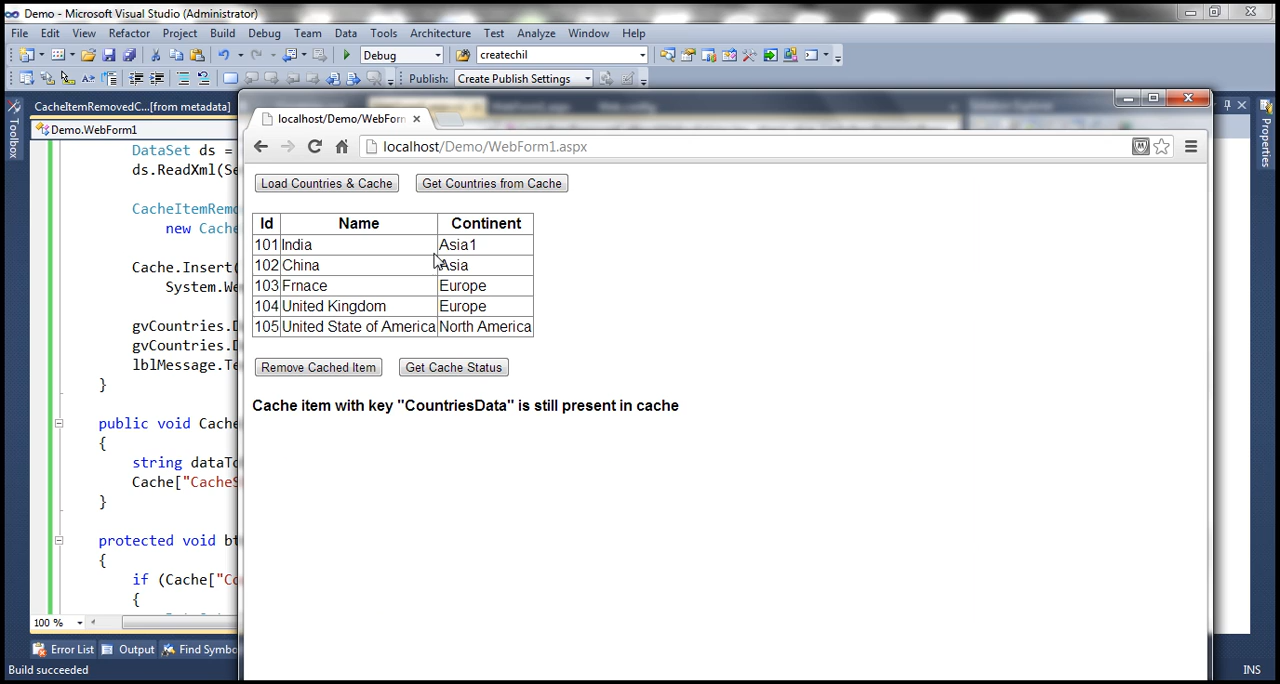 Demo - Microsoft Visual Studio (Administrator)
File Edit View Refactor Project Build Debug Team Data Tools Architecture Test Analyze Window Help
Debug createchil
Publish: Create Publish Settings
CacheItemRemovedC...[from metadata]
Demo.WebForm1
Toolbox
Properties
DataSet ds =
ds.ReadXml(Se
CacheItemRemo
new Cache
Cache.Insert(
System.We
gvCountries.D
gvCountries.D
lblMessage.Te
}
public void Cache
{
string dataTo
Cache["CacheS
}
protected void bt
{
if (Cache["Co
{
100 %
Error List Output Find Symbo
Build succeeded
INS
localhost/Demo/WebForm
localhost/Demo/WebForm1.aspx
Load Countries & Cache Get Countries from Cache
Id Name Continent
101 India Asia1
102 China Asia
103 Frnace Europe
104 United Kingdom Europe
105 United State of America North America
Remove Cached Item Get Cache Status
Cache item with key "CountriesData" is still present in cache